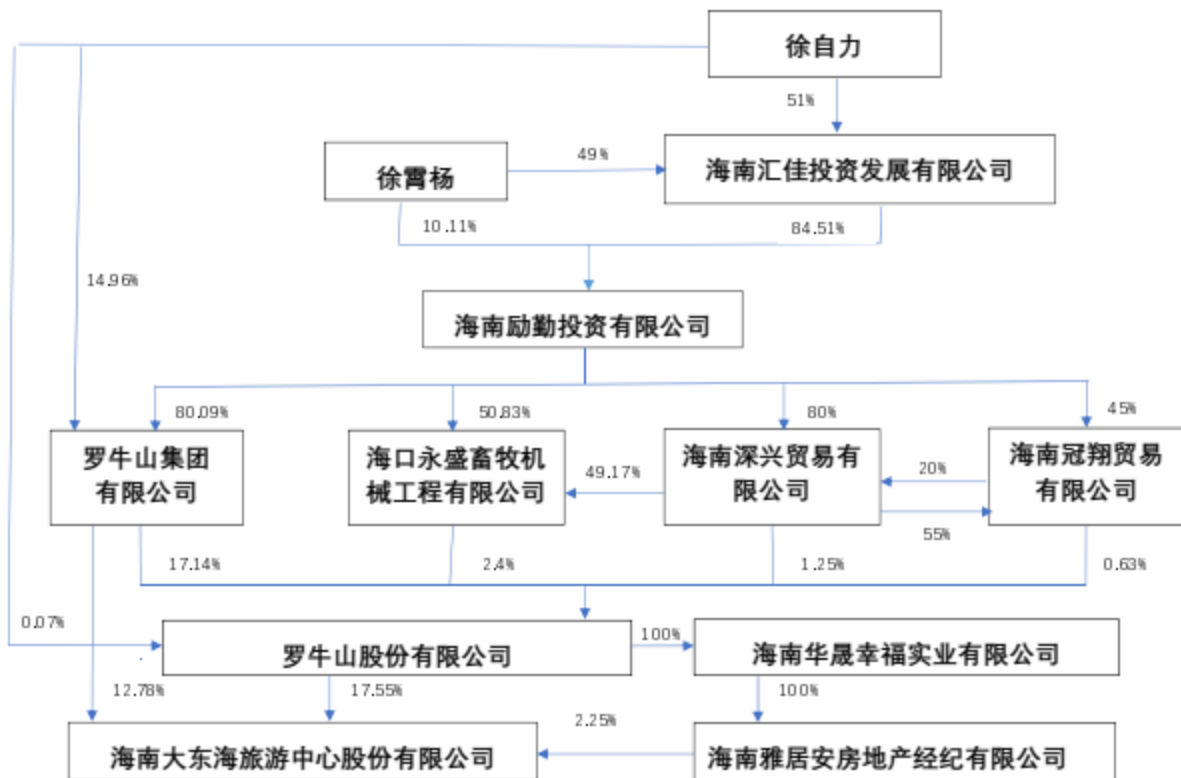 徐自力
51%
徐霄杨
49%
海南汇佳投资发展有限公司
10.11%
84.51%
14.96%
海南励勤投资有限公司
80.09%
50.83%
80%
45%
罗牛山集团
有限公司
海口永盛畜牧机
械工程有限公司
49.17%
海南深兴贸易有
限公司
20%
55%
海南冠翔贸易
有限公司
17.14%
2.4%
1.25%
0.63%
0.07%
罗牛山股份有限公司
100%
海南华晟幸福实业有限公司
12.78%
17.55%
100%
2.25%
海南大东海旅游中心股份有限公司
海南雅居安房地产经纪有限公司